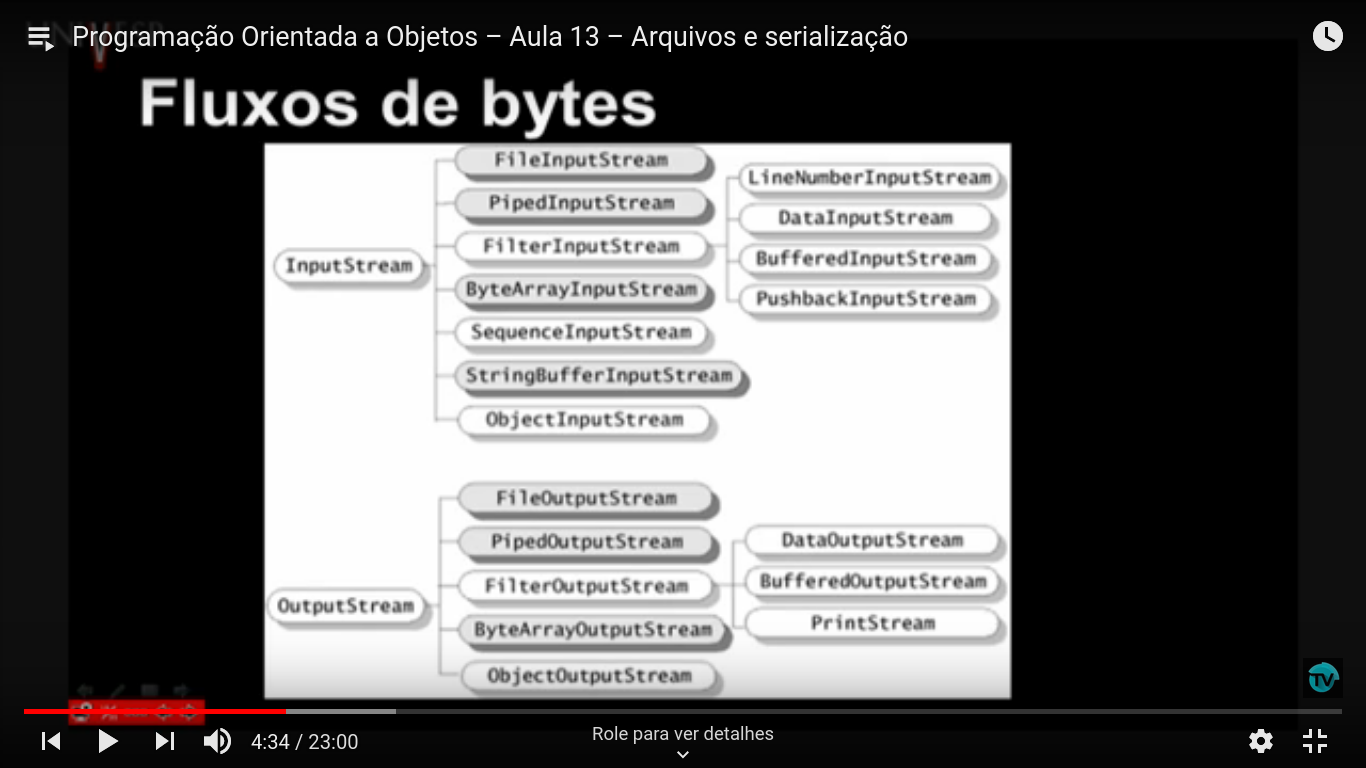 Programação Orientada a Objetos – Aula 13 – Arquivos e serialização
Fluxos de bytes
InputStream
FileInputStream
PipedInputStream
FilterInputStream
ByteArrayInputStream
SequenceInputStream
StringBufferInputStream
ObjectInputStream
LineNumberInputStream
DataInputStream
BufferedInputStream
PushbackInputStream
OutputStream
FileOutputStream
PipedOutputStream
FilterOutputStream
ByteArrayOutputStream
ObjectOutputStream
DataOutputStream
BufferedOutputStream
PrintStream
TV
4:34 / 23:00
Role para ver detalhes